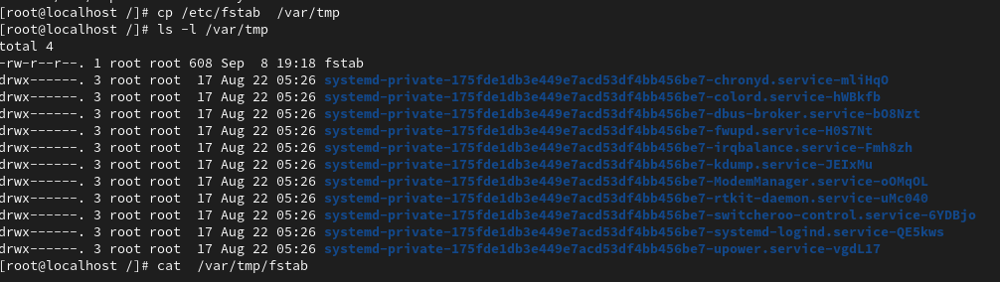 [root@localhost /]# cp /etc/fstab  /var/tmp
[root@localhost /]# ls -l /var/tmp
total 4
-rw-r--r--. 1 root root 608 Sep  8 19:18 fstab
drwx------. 3 root root  17 Aug 22 05:26 systemd-private-175fde1db3e449e7acd53df4bb456be7-chronyd.service-mliHqO
drwx------. 3 root root  17 Aug 22 05:26 systemd-private-175fde1db3e449e7acd53df4bb456be7-colord.service-hWBkfb
drwx------. 3 root root  17 Aug 22 05:26 systemd-private-175fde1db3e449e7acd53df4bb456be7-dbus-broker.service-bO8Nzt
drwx------. 3 root root  17 Aug 22 05:26 systemd-private-175fde1db3e449e7acd53df4bb456be7-fwupd.service-H0S7Nt
drwx------. 3 root root  17 Aug 22 05:26 systemd-private-175fde1db3e449e7acd53df4bb456be7-irqbalance.service-Fmh8zh
drwx------. 3 root root  17 Aug 22 05:26 systemd-private-175fde1db3e449e7acd53df4bb456be7-kdump.service-JEIxMu
drwx------. 3 root root  17 Aug 22 05:26 systemd-private-175fde1db3e449e7acd53df4bb456be7-ModemManager.service-oOMqOL
drwx------. 3 root root  17 Aug 22 05:26 systemd-private-175fde1db3e449e7acd53df4bb456be7-rtkit-daemon.service-uMc040
drwx------. 3 root root  17 Aug 22 05:26 systemd-private-175fde1db3e449e7acd53df4bb456be7-switcheroo-control.service-6YDBjo
drwx------. 3 root root  17 Aug 22 05:26 systemd-private-175fde1db3e449e7acd53df4bb456be7-systemd-logind.service-QE5kws
drwx------. 3 root root  17 Aug 22 05:26 systemd-private-175fde1db3e449e7acd53df4bb456be7-upower.service-vgdL17
[root@localhost /]# cat  /var/tmp/fstab